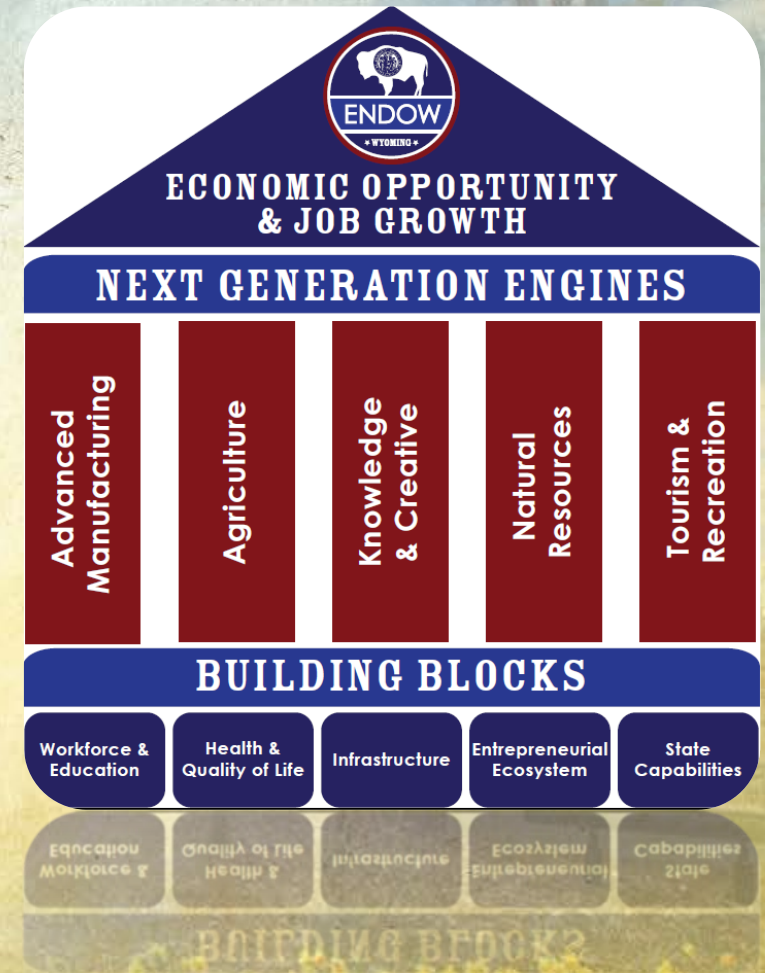 ENDOW
★ WYOMING ★
ECONOMIC OPPORTUNITY
& JOB GROWTH
NEXT GENERATION ENGINES
Advanced
Manufacturing
Agriculture
Knowledge
& Creative
Natural
Resources
Tourism &
Recreation
BUILDING BLOCKS
Workforce &
Education
Health &
Quality of Life
Infrastructure
Entrepreneurial
Ecosystem
State
Capabilities